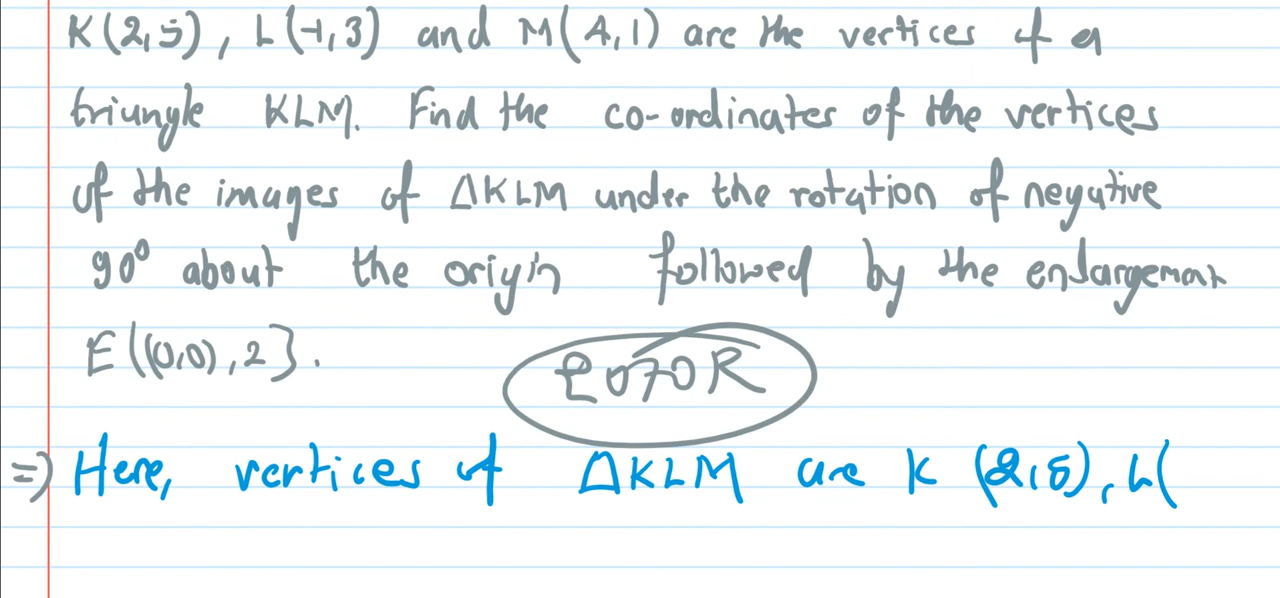 K(2,5), L(-1,3) and M(4,1) are the vertices of a
triangle KLM. Find the co-ordinates of the vertices
of the images of ΔKLM under the rotation of negative
90° about the origin followed by the enlargement
E[(0,0),2}.
2070R
=) Here, vertices of ΔKLM are K (2,5), L(